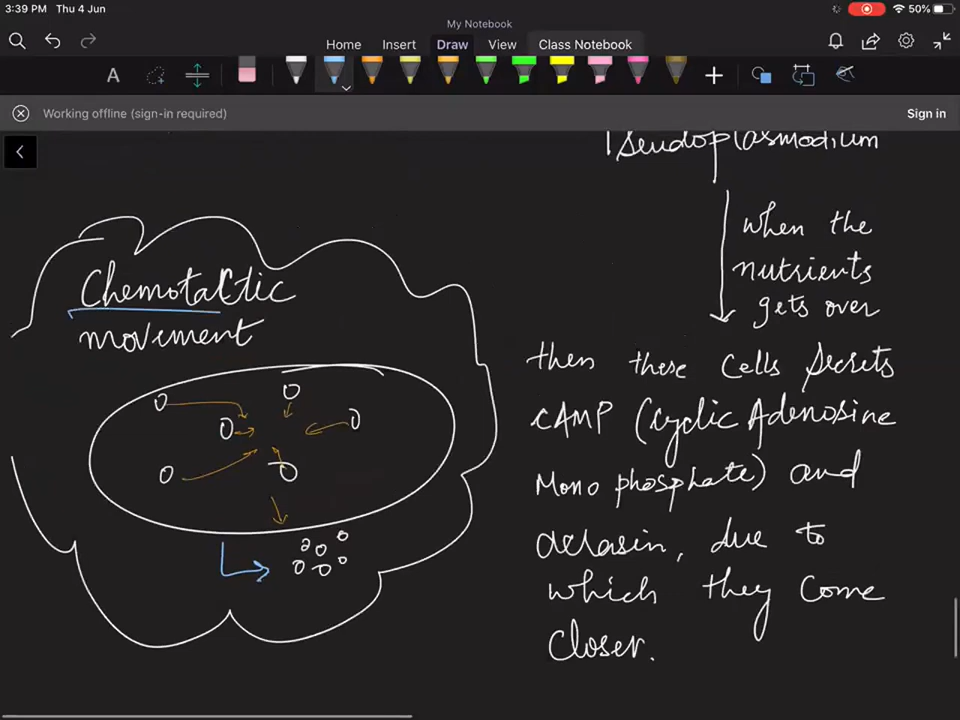 3:39 PM Thu 4 Jun
50%
My Notebook
Home Insert Draw View Class Notebook
A
Working offline (sign-in required)
Sign in
Pseudoplasmodium
when the
nutrients
gets over
Chemotactic
movement
then these cells secrets
cAMP (Cyclic Adenosine
Mono phosphate) and
due to
which they come
closer.